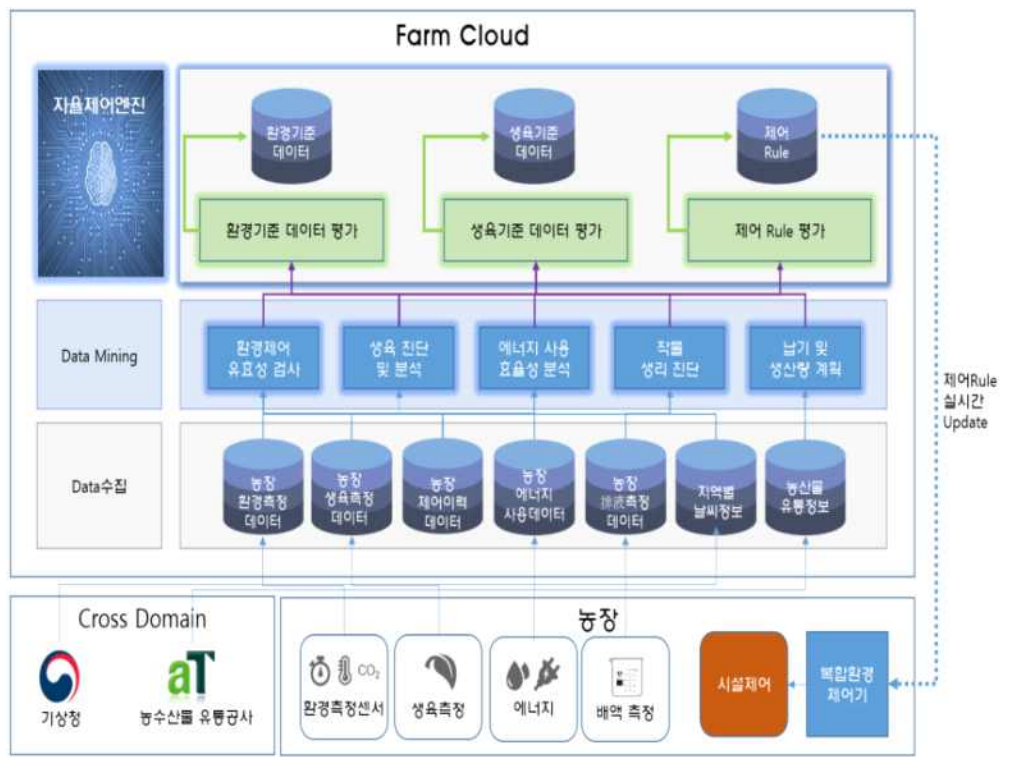 Farm Cloud
자율제어엔진
환경기준
데이터
생육기준
데이터
제어
Rule
환경기준 데이터 평가
생육기준 데이터 평가
제어 Rule 평가
Data Mining
환경제어
유효성 검사
생육 진단
및 분석
에너지 사용
효율성 분석
작물
생리 진단
납기 및
생산량 계획
제어Rule
실시간
Update
Data수집
농장
환경측정
데이터
농장
생육측정
데이터
농장
제어이력
데이터
농장
에너지
사용데이터
농장
排液측정
데이터
지역별
날씨정보
농산물
유통정보
Cross Domain
기상청
aT
농수산물 유통공사
농장
CO₂
환경측정센서
생육측정
에너지
배액 측정
시설제어
복합환경
제어기